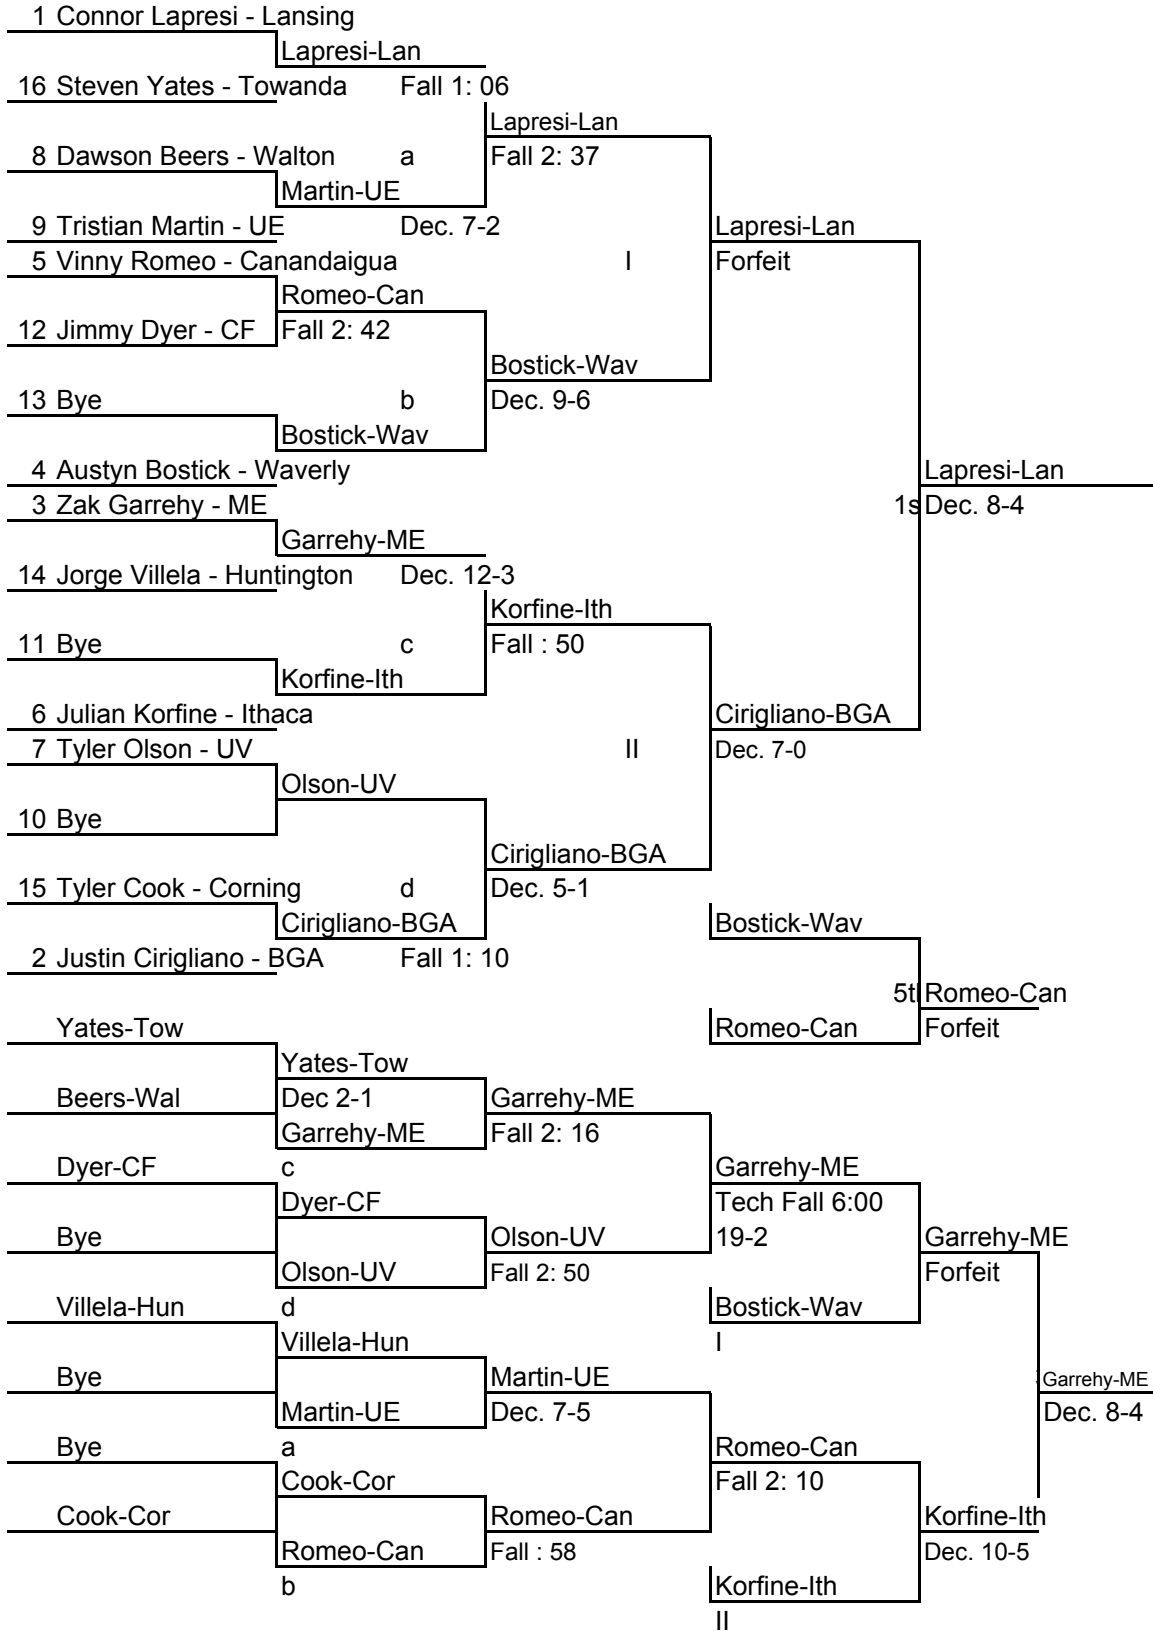 1 Connor Lapresi - Lansing
Lapresi-Lan
16 Steven Yates - Towanda Fall 1: 06
Lapresi-Lan
8 Dawson Beers - Walton a Fall 2: 37
Martin-UE
9 Tristian Martin - UE Dec. 7-2 Lapresi-Lan
5 Vinny Romeo - Canandaigua I Forfeit
Romeo-Can
12 Jimmy Dyer - CF Fall 2: 42
Bostick-Wav
13 Bye b Dec. 9-6
Bostick-Wav
4 Austyn Bostick - Waverly Lapresi-Lan
3 Zak Garrehy - ME 1s Dec. 8-4
Garrehy-ME
14 Jorge Villela - Huntington Dec. 12-3
Korfine-Ith
11 Bye c Fall : 50
Korfine-Ith
6 Julian Korfine - Ithaca Cirigliano-BGA
7 Tyler Olson - UV II Dec. 7-0
Olson-UV
10 Bye
Cirigliano-BGA
15 Tyler Cook - Corning d Dec. 5-1
Cirigliano-BGA Bostick-Wav
2 Justin Cirigliano - BGA Fall 1: 10
5t Romeo-Can
Yates-Tow Romeo-Can Forfeit
Yates-Tow
Beers-Wal Dec 2-1 Garrehy-ME
Garrehy-ME Fall 2: 16
Dyer-CF c Garrehy-ME
Dyer-CF Tech Fall 6:00
Bye Olson-UV 19-2 Garrehy-ME
Olson-UV Fall 2: 50 Forfeit
Villela-Hun d Bostick-Wav
Villela-Hun I
Bye Martin-UE Garrehy-ME
Martin-UE Dec. 7-5 Dec. 8-4
Bye a Romeo-Can
Cook-Cor Fall 2: 10
Cook-Cor Romeo-Can Korfine-Ith
Romeo-Can Fall : 58 Dec. 10-5
b Korfine-Ith
II